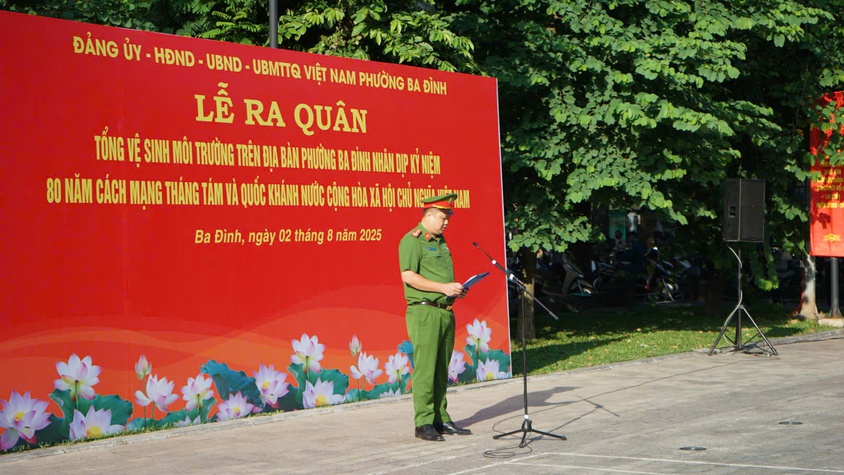 ĐẢNG ỦY - HĐND - UBND - UBMTTQ VIỆT NAM PHƯỜNG BA ĐÌNH
LỄ RA QUÂN
TỔNG VỆ SINH MÔI TRƯỜNG TRÊN ĐỊA BÀN PHƯỜNG BA ĐÌNH NHÂN DỊP KỶ NIỆM
80 NĂM CÁCH MẠNG THÁNG TÁM VÀ QUỐC KHÁNH NƯỚC CỘNG HÒA XÃ HỘI CHỦ NGHĨA VIỆT NAM
Ba Đình, ngày 02 tháng 8 năm 2025